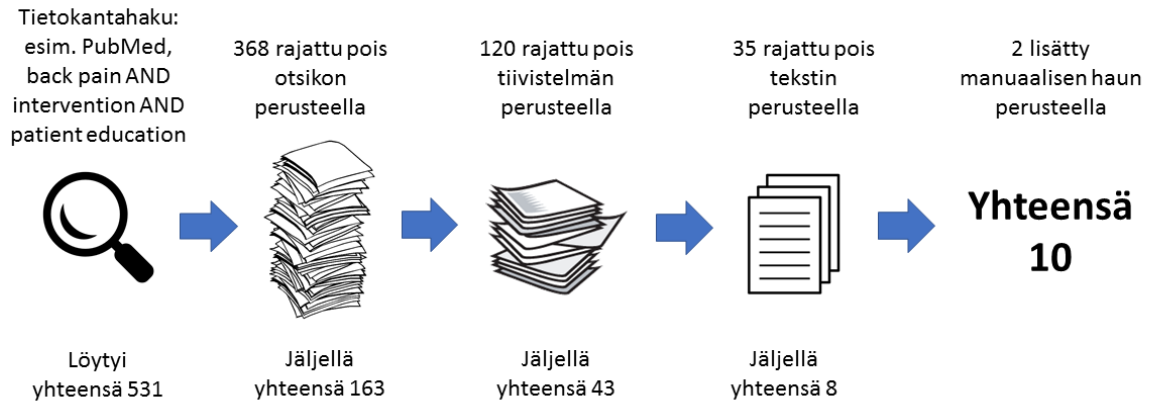 Tietokantahaku:
esim. PubMed,
back pain AND
intervention AND
patient education
368 rajattu pois
otsikon
perusteella
120 rajattu pois
tiivistelmän
perusteella
35 rajattu pois
tekstin
perusteella
2 lisätty
manuaalisen haun
perusteella
Yhteensä
10
Löytyi
yhteensä 531
Jäljellä
yhteensä 163
Jäljellä
yhteensä 43
Jäljellä
yhteensä 8